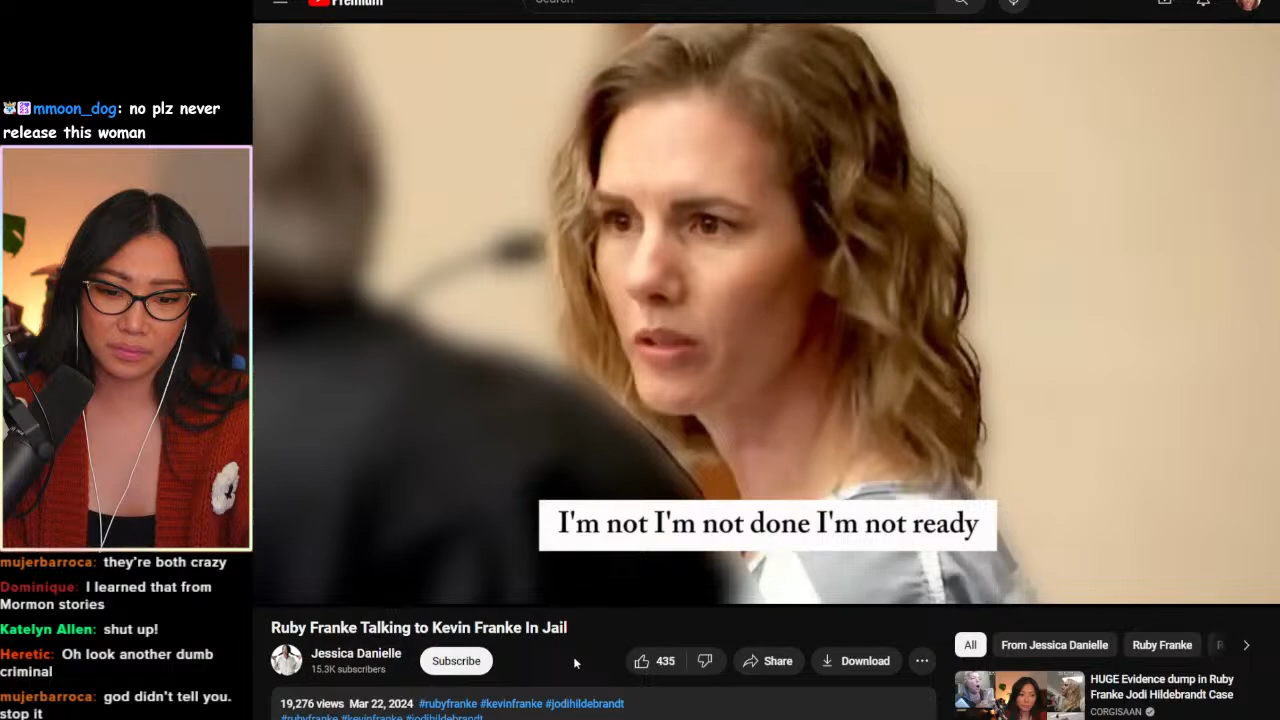 Premium
Search
mmoon_dog: no plz never
release this woman
I'm not I'm not done I'm not ready
mujerbarroca: they're both crazy
Dominique: I learned that from
Mormon stories
Katelyn Allen: shut up!
Heretic: Oh look another dumb
criminal
mujerbarroca: god didn't tell you.
stop it
Ruby Franke Talking to Kevin Franke In Jail
Jessica Danielle
15.3K subscribers
Subscribe
435
Share
Download
All
From Jessica Danielle
Ruby Franke
19,276 views Mar 22, 2024 #rubyfranke #kevinfranke #jodihildebrandt
#rubyfranke #kevinfranke #jodihildebrandt
HUGE Evidence dump in Ruby
Franke Jodi Hildebrandt Case
CORGISAAN